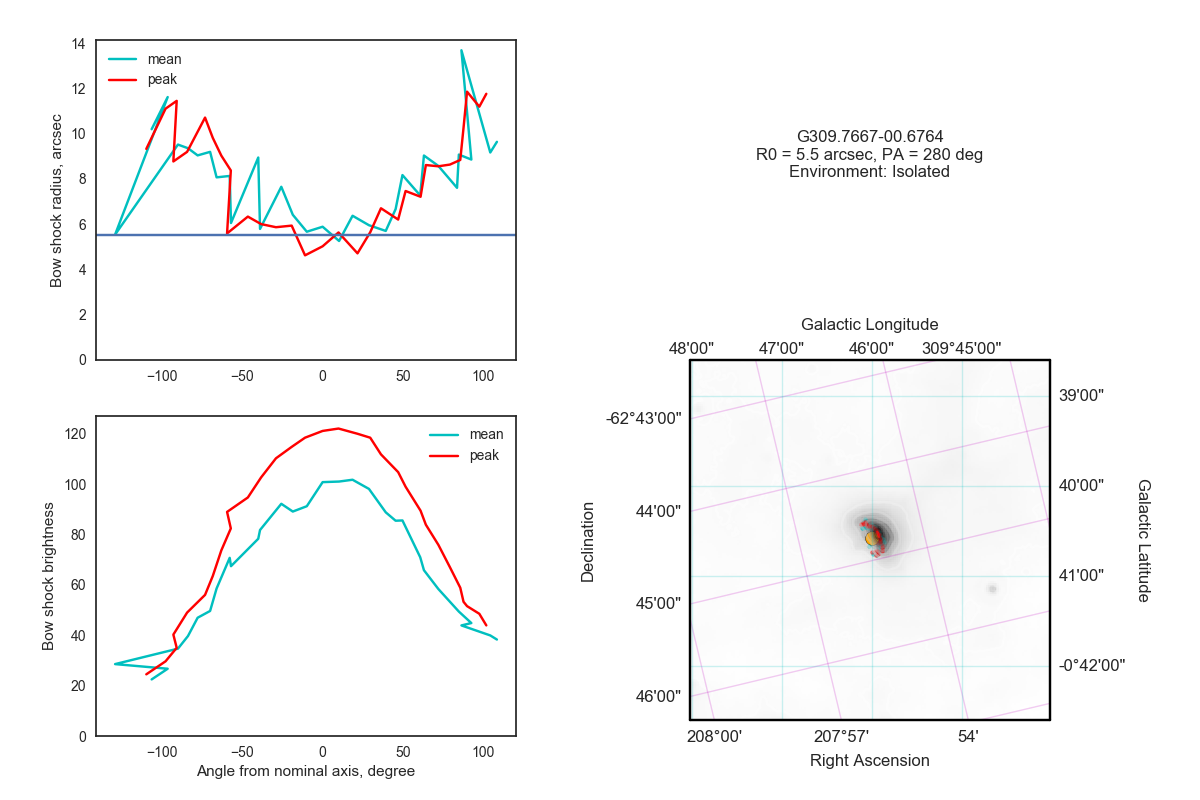 14
12
10
8
6
4
2
0
Bow shock radius, arcsec
mean
peak
−100
−50
0
50
100
120
100
80
60
40
20
0
Bow shock brightness
mean
peak
−100
−50
0
50
100
Angle from nominal axis, degree
G309.7667-00.6764
R0 = 5.5 arcsec, PA = 280 deg
Environment: Isolated
Galactic Longitude
48'00" 47'00" 46'00" 309°45'00"
-62°43'00"
44'00"
45'00"
46'00"
Declination
39'00"
40'00"
41'00"
-0°42'00"
Galactic Latitude
208°00' 207°57' 54'
Right Ascension